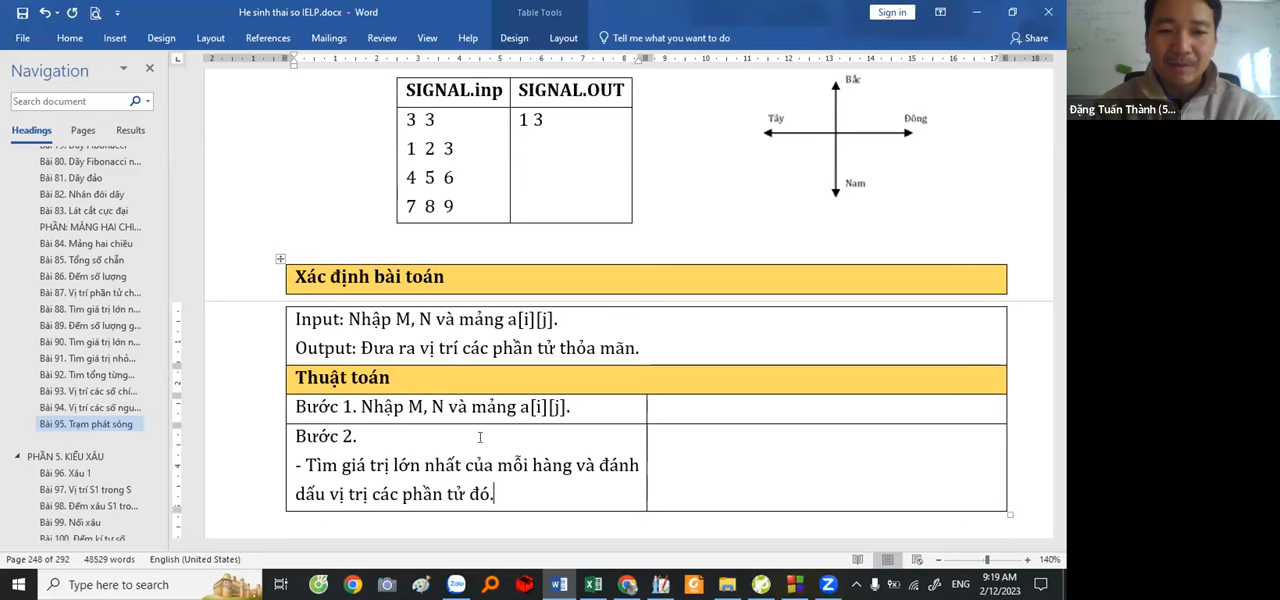 He sinh thai so IELP.docx - Word
Table Tools
Sign in
File Home Insert Design Layout References Mailings Review View Help Design Layout Tell me what you want to do Share
Navigation
Search document
Headings Pages Results
Bài 79. Dãy Fibonacci
Bài 80. Dãy Fibonacci n...
Bài 81. Dãy đảo
Bài 82. Nhân đôi dãy
Bài 83. Lát cắt cực đại
PHẦN: MẢNG HAI CHI...
Bài 84. Mảng hai chiều
Bài 85. Tổng số chẵn
Bài 86. Đếm số lượng
Bài 87. Vị trí phần tử ch...
Bài 88. Tìm giá trị lớn n...
Bài 89. Đếm số lượng g...
Bài 90. Tìm giá trị lớn n...
Bài 91. Tìm giá trị nhỏ...
Bài 92. Tìm tổng từng...
Bài 93. Vị trí các số chí...
Bài 94. Vị trí các số ngu...
Bài 95. Trạm phát sóng
PHẦN 5. KIỂU XÂU
Bài 96. Xâu 1
Bài 97. Vị trí S1 trong S
Bài 98. Đếm xâu S1 tro...
Bài 99. Nối xâu
Bài 100. Đếm kí tự số
SIGNAL.inp SIGNAL.OUT
3 3 1 3
1 2 3
4 5 6
7 8 9
Bắc
Tây Đông
Nam
Xác định bài toán
Input: Nhập M, N và mảng a[i][j].
Output: Đưa ra vị trí các phần tử thỏa mãn.
Thuật toán
Bước 1. Nhập M, N và mảng a[i][j].
Bước 2.
- Tìm giá trị lớn nhất của mỗi hàng và đánh
dấu vị trị các phần tử đó.
Đặng Tuấn Thành (5...
Page 248 of 292 48529 words English (United States) 140%
Type here to search
ENG
9:19 AM
2/12/2023